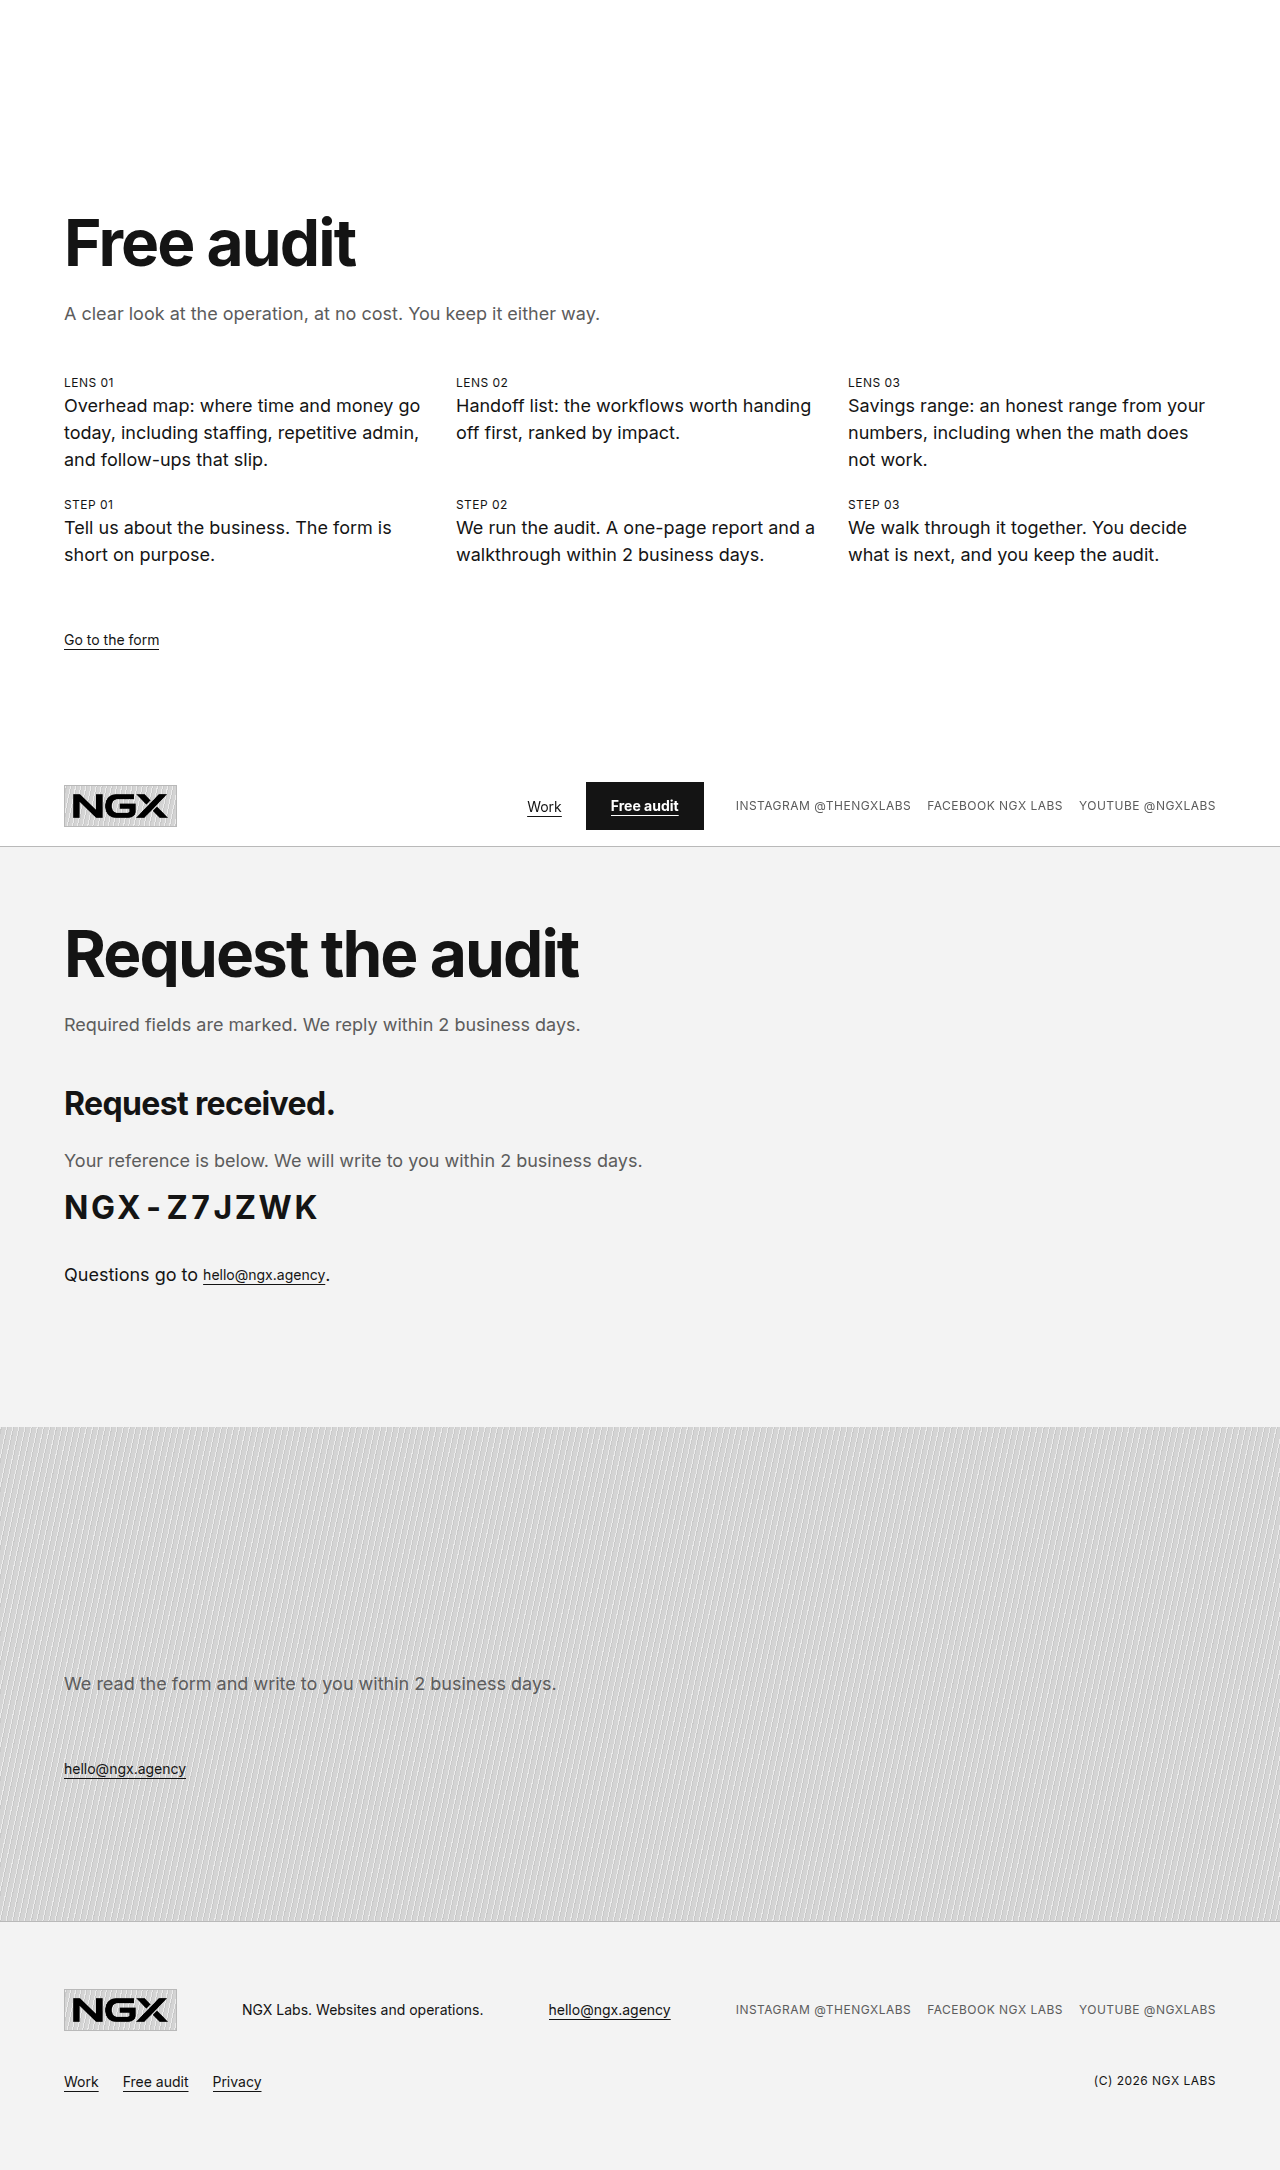 Free audit
A clear look at the operation, at no cost. You keep it either way.
LENS 01
Overhead map: where time and money go
today, including staffing, repetitive admin,
and follow-ups that slip.
LENS 02
Handoff list: the workflows worth handing
off first, ranked by impact.
LENS 03
Savings range: an honest range from your
numbers, including when the math does
not work.
STEP 01
Tell us about the business. The form is
short on purpose.
STEP 02
We run the audit. A one-page report and a
walkthrough within 2 business days.
STEP 03
We walk through it together. You decide
what is next, and you keep the audit.
Go to the form
NGX
Work
Free audit
INSTAGRAM @THENGXLABS
FACEBOOK NGX LABS
YOUTUBE @NGXLABS
Request the audit
Required fields are marked. We reply within 2 business days.
Request received.
Your reference is below. We will write to you within 2 business days.
NGX-Z7JZWK
Questions go to hello@ngx.agency.
We read the form and write to you within 2 business days.
hello@ngx.agency
NGX
NGX Labs. Websites and operations.
hello@ngx.agency
INSTAGRAM @THENGXLABS
FACEBOOK NGX LABS
YOUTUBE @NGXLABS
Work
Free audit
Privacy
(C) 2026 NGX LABS